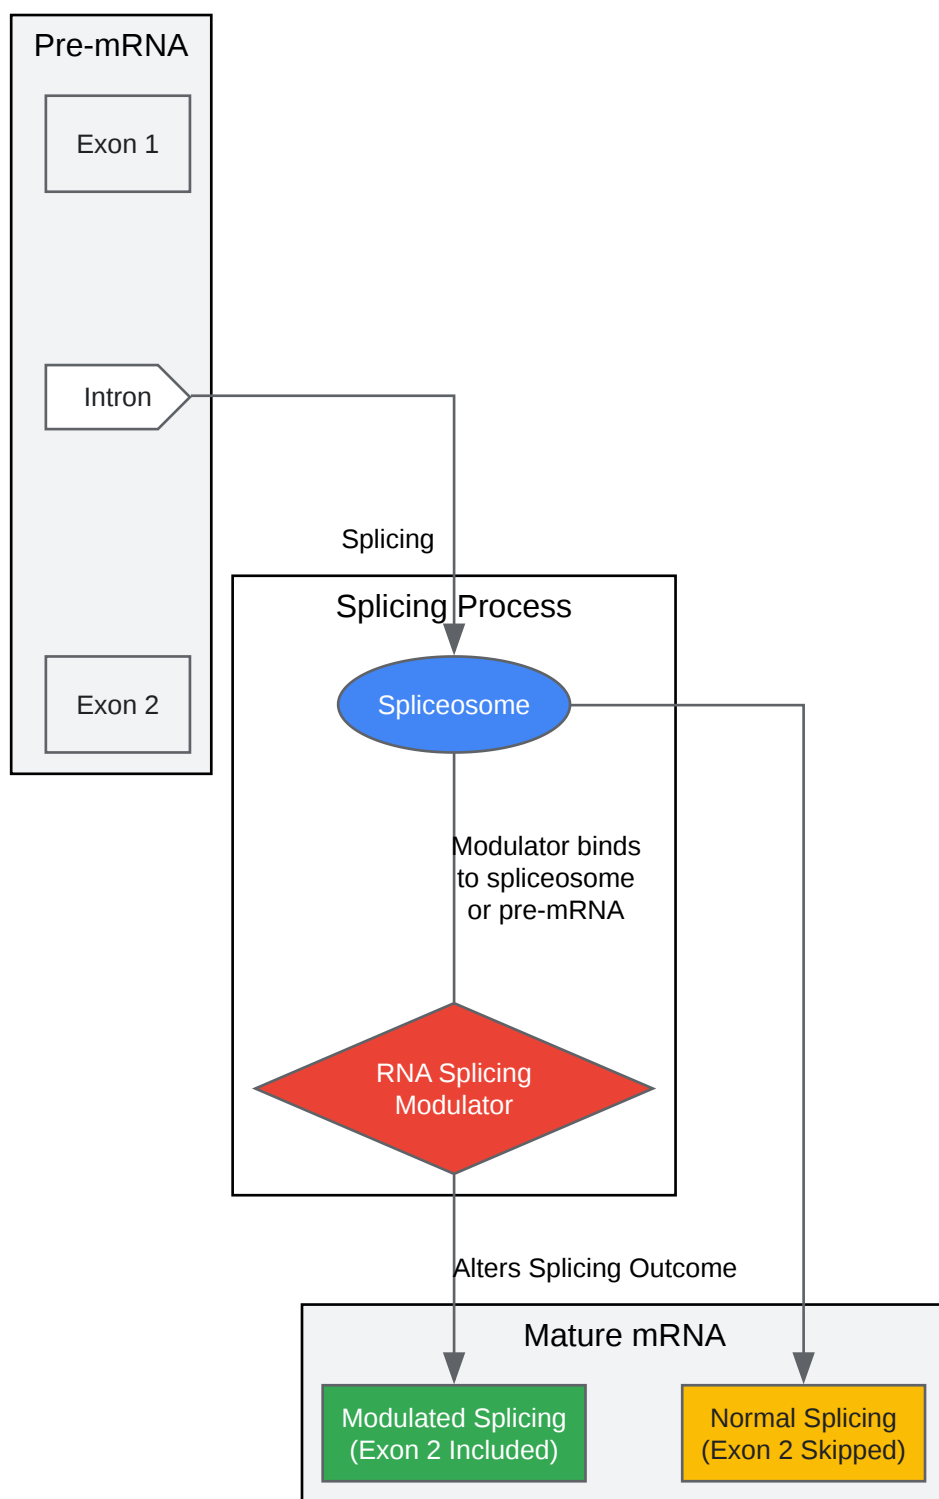 Pre-mRNA
Exon 1
Intron
Splicing
Splicing Process
Exon 2
Spliceosome
Modulator binds
to spliceosome
or pre-mRNA
RNA Splicing
Modulator
Alters Splicing Outcome
Mature mRNA
Modulated Splicing
(Exon 2 Included)
Normal Splicing
(Exon 2 Skipped)